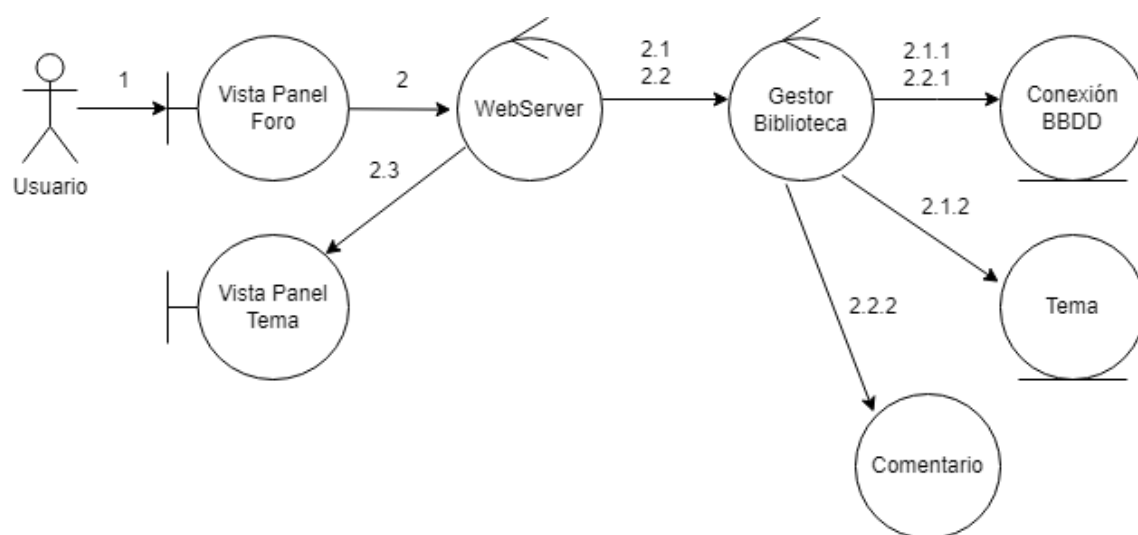 1
Usuario
Vista Panel
Foro
2
WebServer
2.1
2.2
Gestor
Biblioteca
2.1.1
2.2.1
Conexión
BBDD
2.3
Vista Panel
Tema
2.1.2
Tema
2.2.2
Comentario